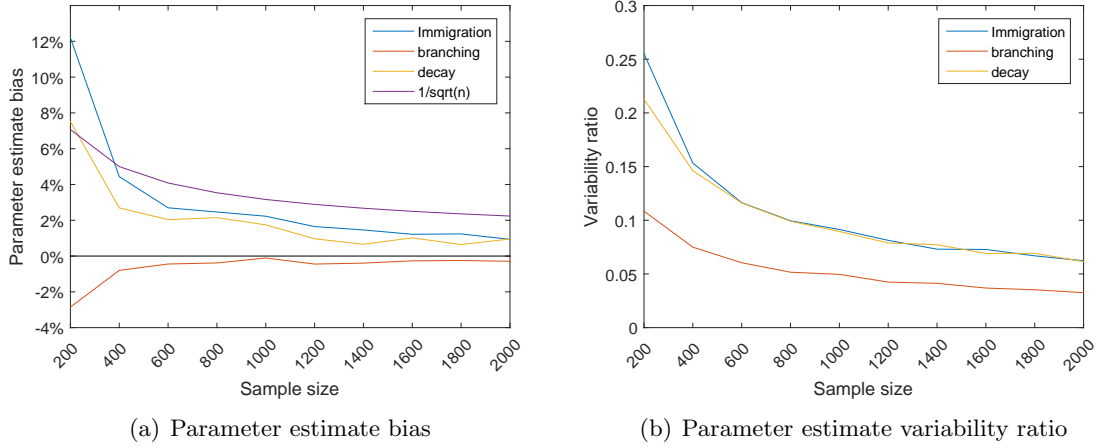 12%
10%
8%
6%
4%
2%
0%
-2%
-4%
Parameter estimate bias
200
400
600
800
1000
1200
1400
1600
1800
2000
Sample size
Immigration
branching
decay
1/sqrt(n)
(a) Parameter estimate bias
0.3
0.25
0.2
0.15
0.1
0.05
0
Variability ratio
200
400
600
800
1000
1200
1400
1600
1800
2000
Sample size
Immigration
branching
decay
(b) Parameter estimate variability ratio